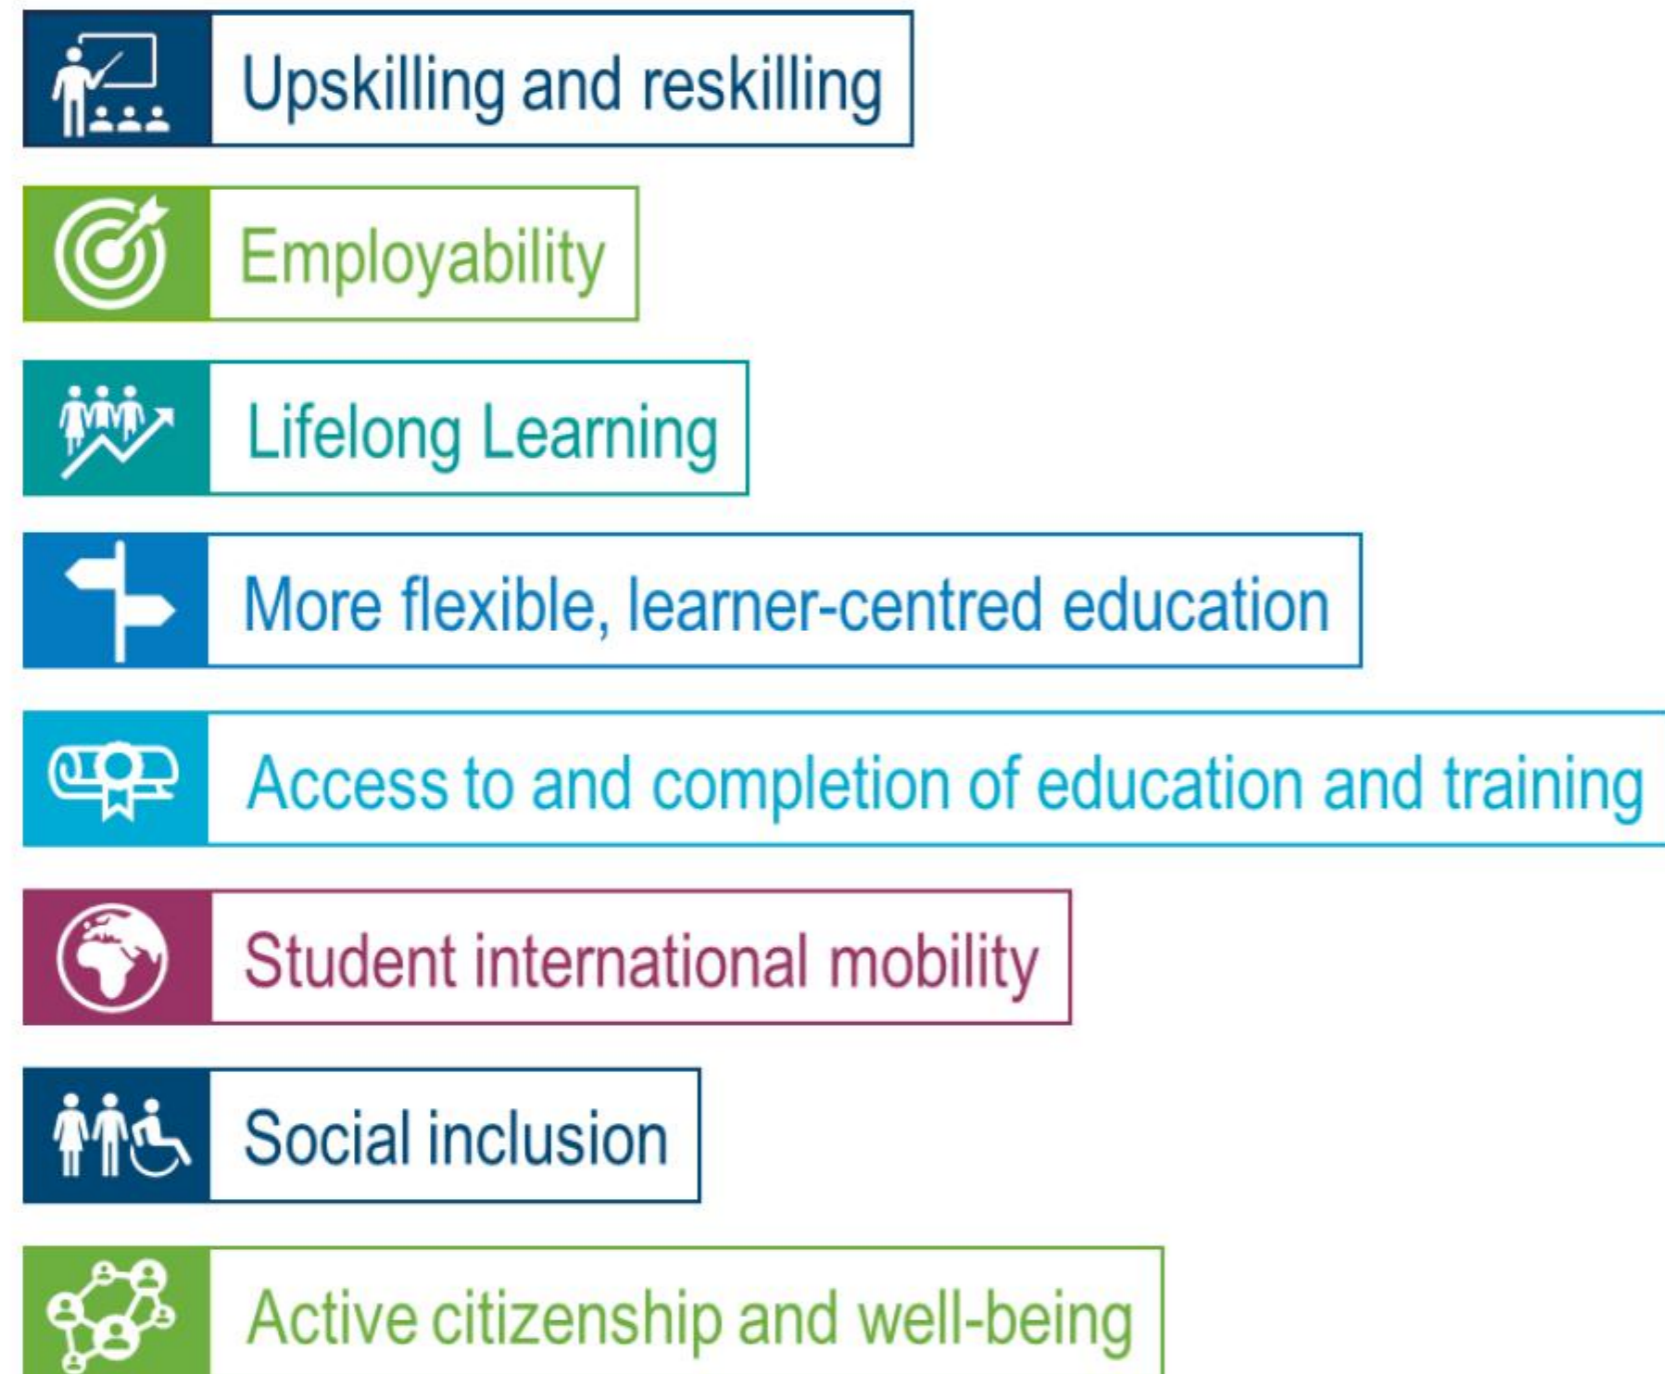 Upskilling and reskilling
Employability
Lifelong Learning
More flexible, learner-centred education
Access to and completion of education and training
Student international mobility
Social inclusion
Active citizenship and well-being